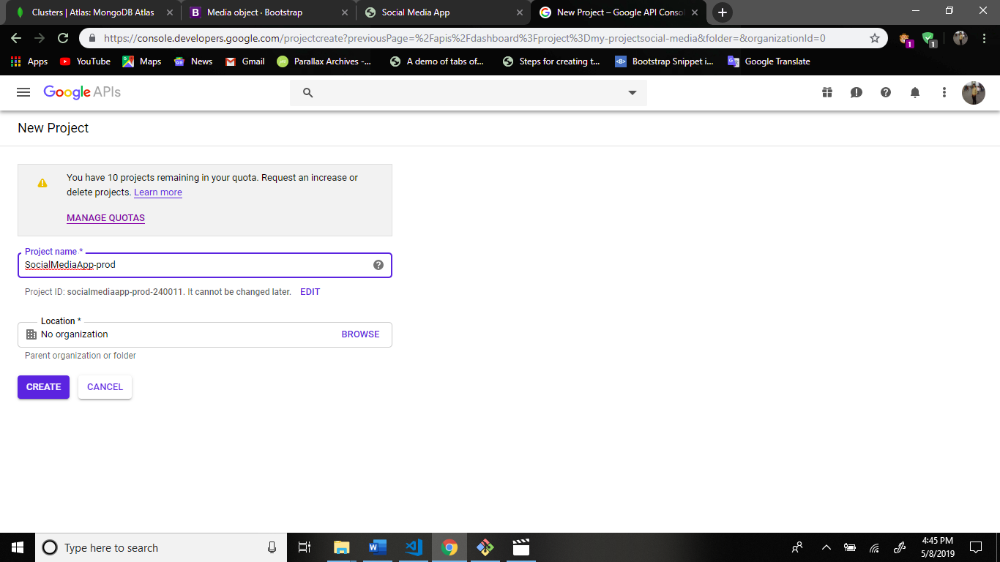 Clusters | Atlas: MongoDB Atlas
Media object · Bootstrap
Social Media App
New Project – Google API Conso
https://console.developers.google.com/projectcreate?previousPage=%2Fapis%2Fdashboard%3Fproject%3Dmy-projectsocial-media&folder=&organizationId=0
1
1
Apps
YouTube
Maps
News
Gmail
Parallax Archives -...
A demo of tabs of...
Steps for creating t...
Bootstrap Snippet i...
Google Translate
Google APIs
New Project
You have 10 projects remaining in your quota. Request an increase or
delete projects. Learn more
MANAGE QUOTAS
Project name *
SocialMediaApp-prod
Project ID: socialmediaapp-prod-240011. It cannot be changed later. EDIT
Location *
No organization
BROWSE
Parent organization or folder
CREATE
CANCEL
Type here to search
4:45 PM
5/8/2019